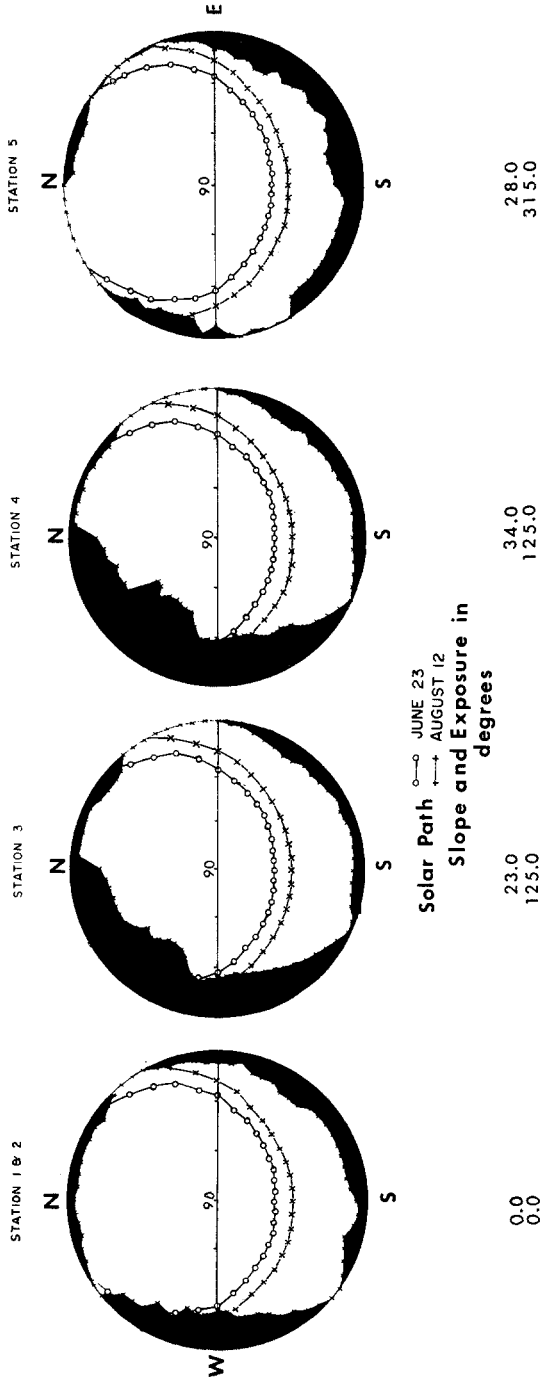 STATION 1 & 2
STATION 3
STATION 4
STATION 5
N
N
N
N
W
90
90
90
90
E
S
S
S
S
Solar Path
JUNE 23
AUGUST 12
Slope and Exposure in
degrees
0.0
0.0
23.0
125.0
34.0
125.0
28.0
315.0